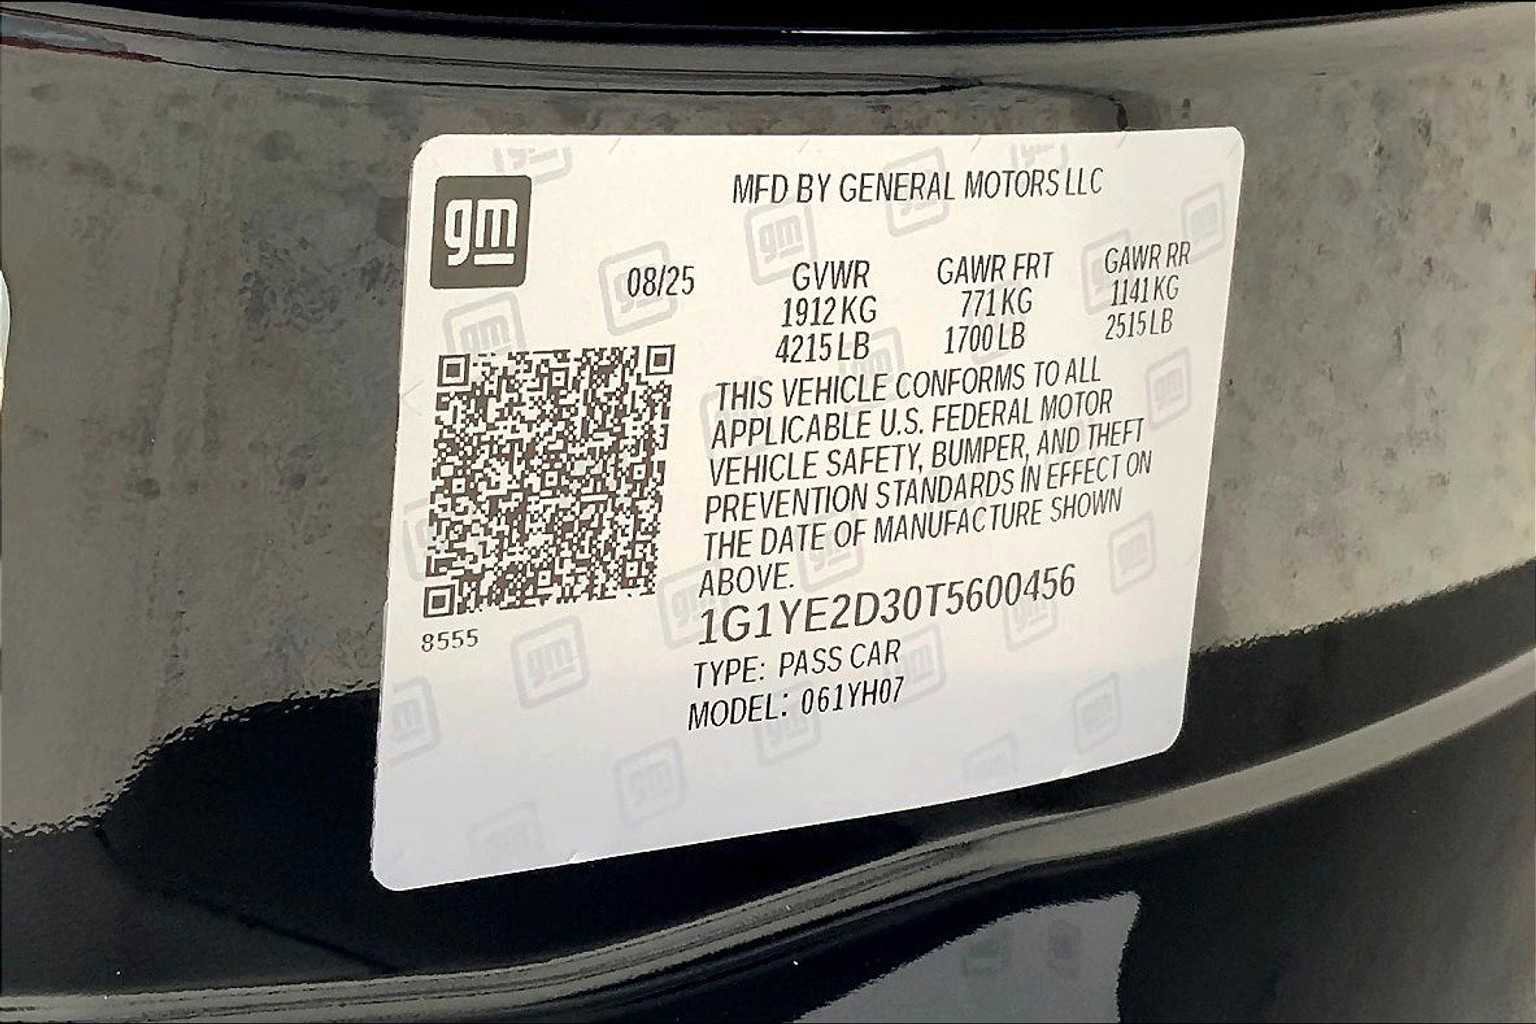 gm
MFD BY GENERAL MOTORS LLC
08/25 GVWR GAWR FRT GAWR RR
1912 KG 771 KG 1141 KG
4215 LB 1700 LB 2515 LB
THIS VEHICLE CONFORMS TO ALL
APPLICABLE U.S. FEDERAL MOTOR
VEHICLE SAFETY, BUMPER, AND THEFT
PREVENTION STANDARDS IN EFFECT ON
THE DATE OF MANUFACTURE SHOWN
ABOVE.
1G1YE2D30T5600456
8555
TYPE: PASS CAR
MODEL: 061YH07